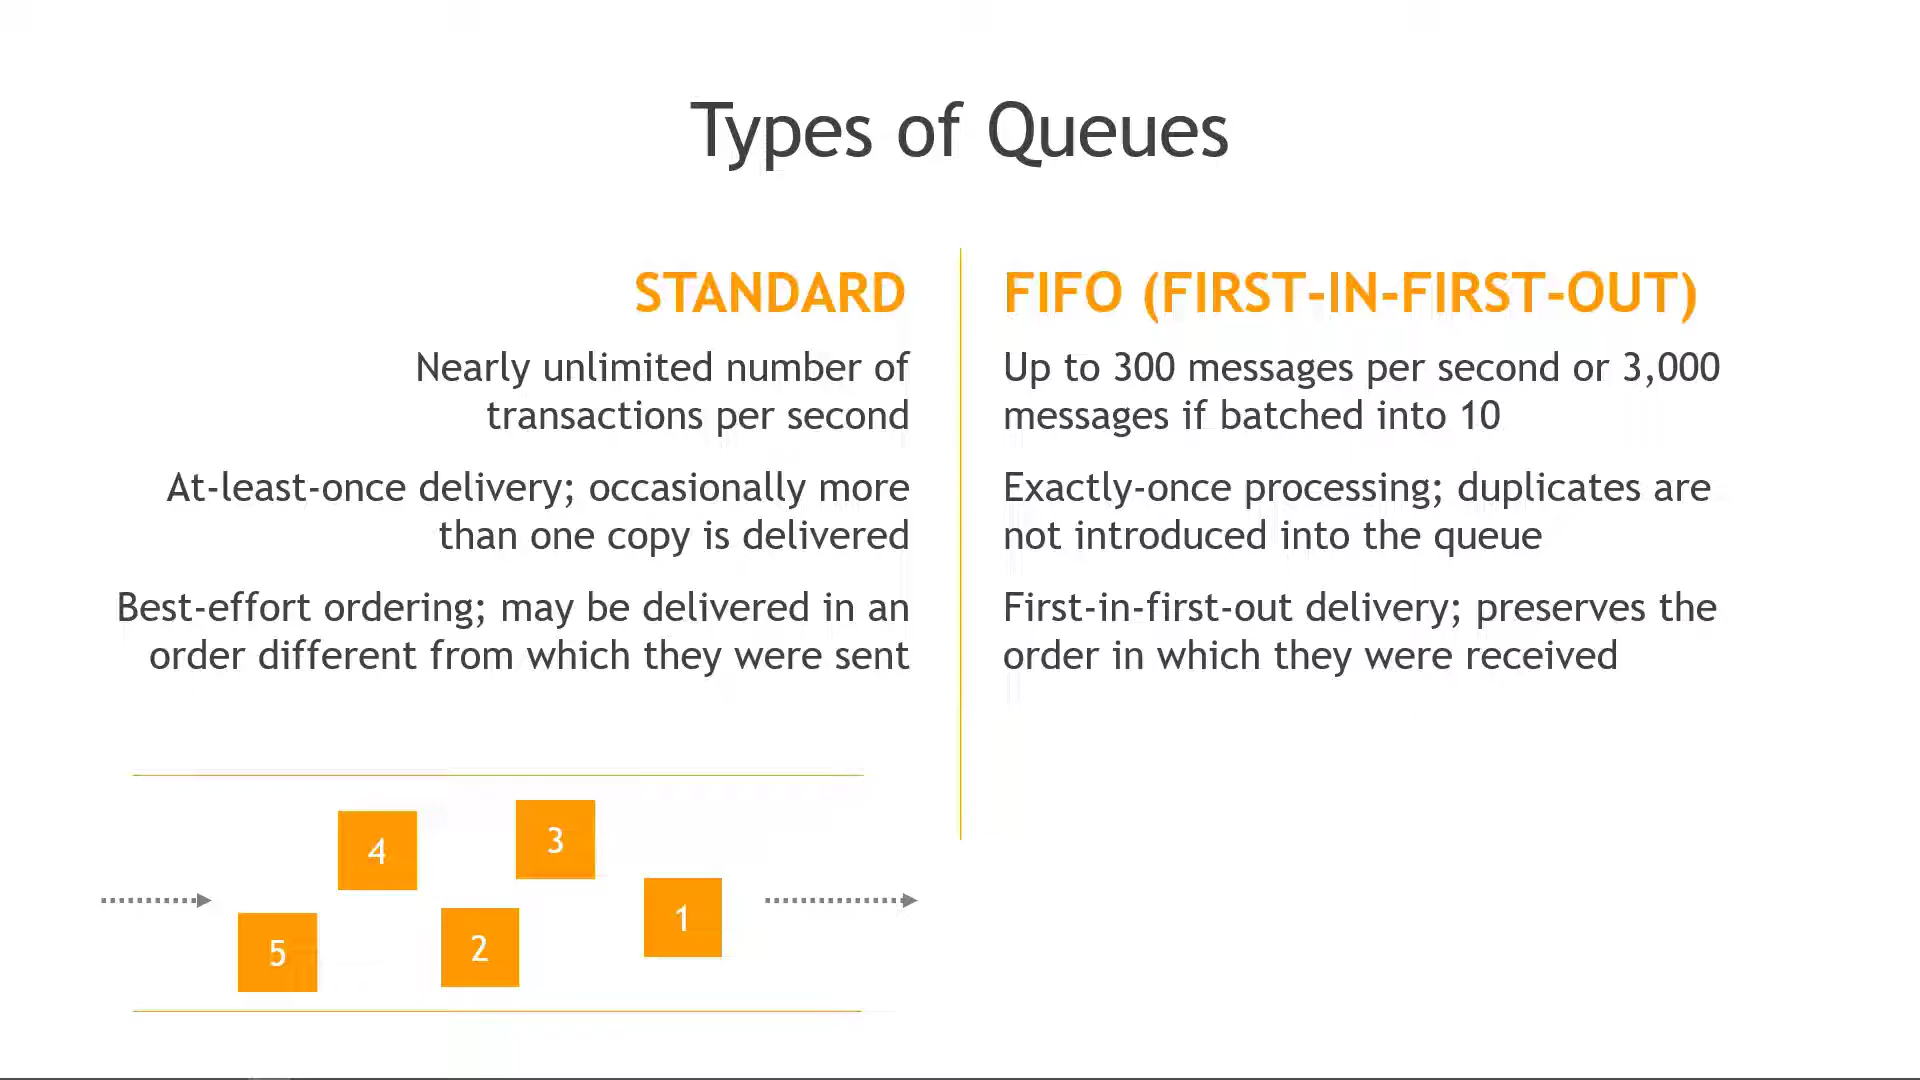 Types of Queues
STANDARD
Nearly unlimited number of
transactions per second
At-least-once delivery; occasionally more
than one copy is delivered
Best-effort ordering; may be delivered in an
order different from which they were sent
FIFO (FIRST-IN-FIRST-OUT)
Up to 300 messages per second or 3,000
messages if batched into 10
Exactly-once processing; duplicates are
not introduced into the queue
First-in-first-out delivery; preserves the
order in which they were received
5
4
2
3
1